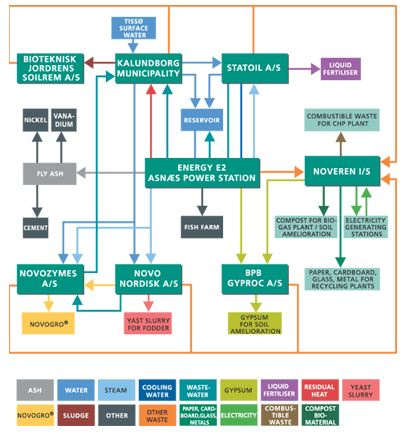 TISSØ
SURFACE
WATER
BIOTEKNISK
JORDRENS
SOILREM A/S
KALUNDBORG
MUNICIPALITY
STATOIL A/S
LIQUID
FERTILISER
NICKEL
VANA-
DIUM
RESERVOIR
COMBUSTIBLE WASTE
FOR CHP PLANT
FLY ASH
ENERGY E2
ASNÆS POWER STATION
NOVEREN I/S
CEMENT
FISH FARM
COMPOST FOR BIO-
GAS PLANT / SOIL
AMELIORATION
ELECTRICITY
GENERATING
STATIONS
NOVOZYMES
A/S
NOVO
NORDISK A/S
BPB
GYPROC A/S
PAPER, CARDBOARD,
GLASS, METAL FOR
RECYCLING PLANTS
NOVOGRO®
YEAST SLURRY
FOR FODDER
GYPSUM
FOR SOIL
AMELIORATION
ASH
WATER
STEAM
COOLING
WATER
WASTE-
WATER
GYPSUM
LIQUID
FERTILISER
RESIDUAL
HEAT
YEAST
SLURRY
NOVOGRO®
SLUDGE
OTHER
OTHER
WASTE
PAPER, CARD-
BOARD,GLASS,
METALS
ELECTRICITY
COMBUS-
TIBLE
WASTE
COMPOST
BIO-
MATERIAL